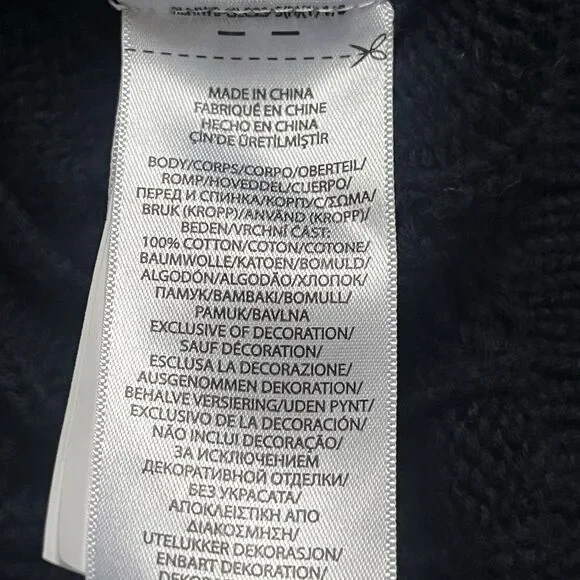 MADE IN CHINA
FABRIQUÉ EN CHINE
HECHO EN CHINA
ÇİN'DE ÜRETİLMİŞTİR
BODY/CORPS/CORPO/OBERTEIL/
ROMP/HOVEDDEL/CUERPO/
ПЕРЕД И СПИНКА/КОРПУС/ΣΩΜΑ/
BRUK (KROPP)/ANVÄND (KROPP)/
BEDEN/VRCHNÍ ČÁST:
100% COTTON/COTON/COTONE/
BAUMWOLLE/KATOEN/BOMULD/
ALGODÓN/ALGODÃO/ХЛОПОК/
ПАМУК/ΒΑΜΒΑΚΙ/BOMULL/
PAMUK/BAVLNA
EXCLUSIVE OF DECORATION/
SAUF DÉCORATION/
ESCLUSA LA DECORAZIONE/
AUSGENOMMEN DEKORATION/
BEHALVE VERSIERING/UDEN PYNT/
EXCLUSIVO DE LA DECORACIÓN/
NÃO INCLUI DECORAÇÃO/
ЗА ИСКЛЮЧЕНИЕМ
ДЕКОРАТИВНОЙ ОТДЕЛКИ/
БЕЗ УКРАСАТА/
ΑΠΟΚΛΕΙΣΤΙΚΗ ΑΠΟ
ΔΙΑΚΟΣΜΗΣΗ/
UTELUKKER DEKORASJON/
ENBART DEKORATION/